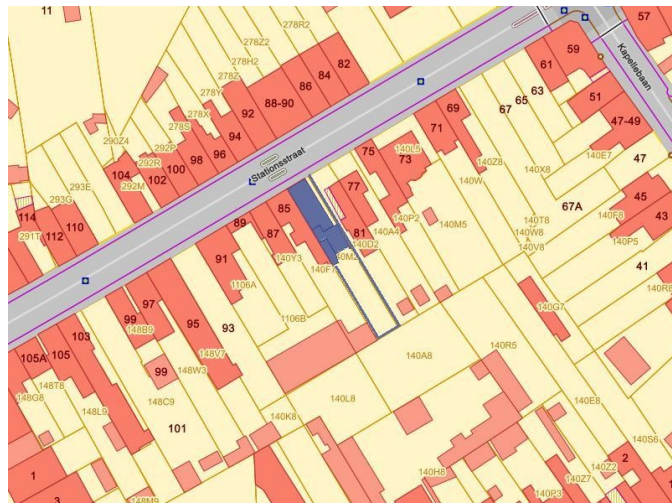 11
278R2
278Z2
278H2
278Z
278Y
278X
278S
82
84
86
88-90
92
94
96
98
100
102
104
292P
292R
292M
290Z4
293E
293G
110
112
114
291T
Stationsstraat
Kapellebaan
57
59
61
63
65
67
51
47-49
47
45
43
41
67A
69
71
73
75
77
81
85
87
89
91
93
95
97
99
99
101
103
105
105A
140L5
140Z8
140W
140X8
140E7
140T8
140W8
140V8
140F8
140P5
140R8
140M5
140P2
140A4
140D2
140F7
140Y3
1106A
1106B
148B9
148V7
148W3
148C9
148T8
148G8
148L9
148M9
140K8
140L8
140A8
140R5
140G7
140E8
140H8
140P3
140Z7
140Z2
140S6
1
2
3